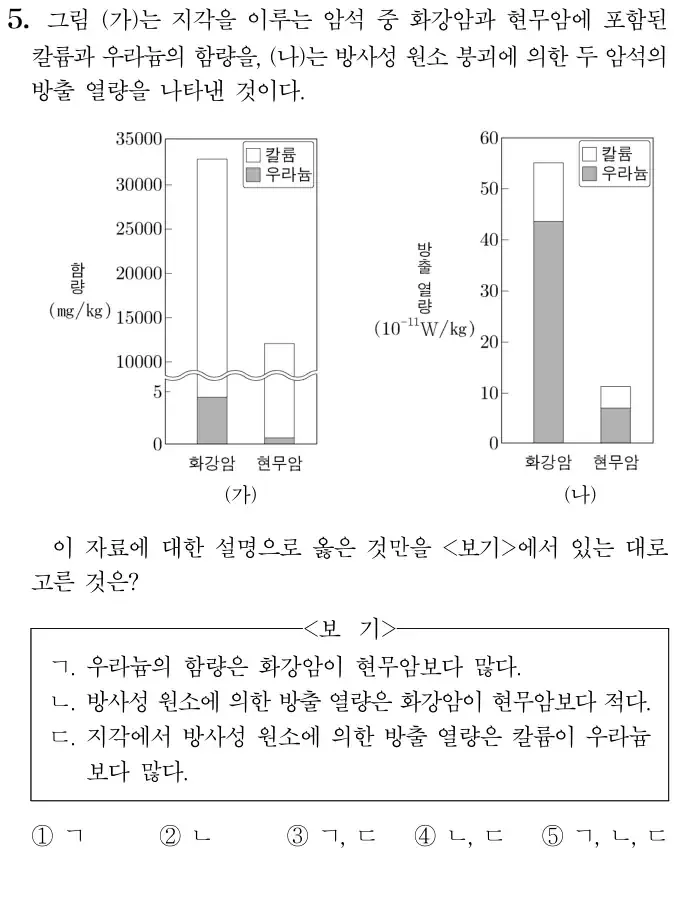 5. 그림 (가)는 지각을 이루는 암석 중 화강암과 현무암에 포함된
칼륨과 우라늄의 함량을, (나)는 방사성 원소 붕괴에 의한 두 암석의
방출 열량을 나타낸 것이다.
35000
30000
25000
20000
15000
10000
5
0
함량
(mg/kg)
칼륨
우라늄
화강암 현무암
(가)
60
50
40
30
20
10
0
방출 열량
(10⁻¹¹W/kg)
칼륨
우라늄
화강암 현무암
(나)
이 자료에 대한 설명으로 옳은 것만을 <보기>에서 있는 대로
고른 것은?
<보 기>
ㄱ. 우라늄의 함량은 화강암이 현무암보다 많다.
ㄴ. 방사성 원소에 의한 방출 열량은 화강암이 현무암보다 적다.
ㄷ. 지각에서 방사성 원소에 의한 방출 열량은 칼륨이 우라늄
보다 많다.
① ㄱ ② ㄴ ③ ㄱ, ㄷ ④ ㄴ, ㄷ ⑤ ㄱ, ㄴ, ㄷ